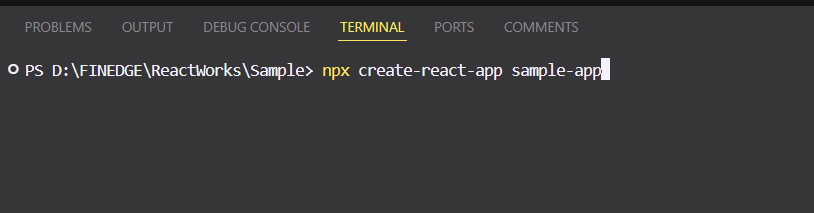 PROBLEMS OUTPUT DEBUG CONSOLE TERMINAL PORTS COMMENTS
PS D:\FINEDGE\ReactWorks\Sample> npx create-react-app sample-app